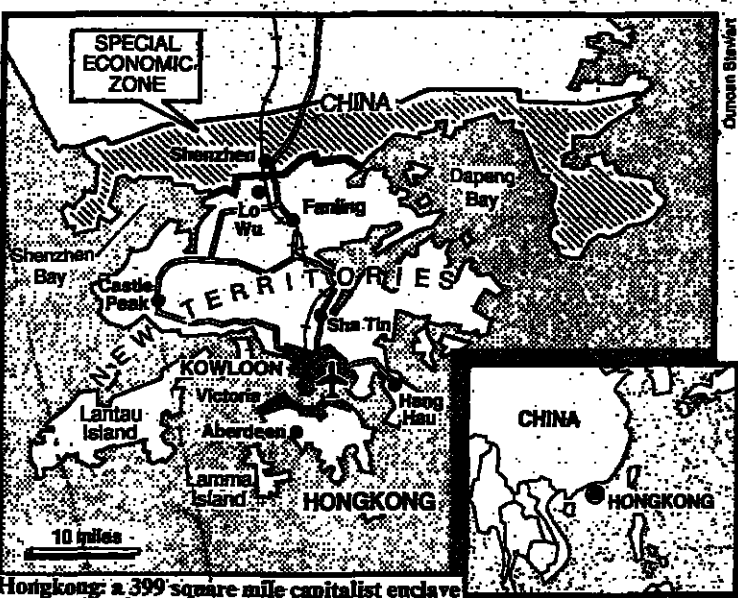 SPECIAL
ECONOMIC
ZONE
CHINA
Duncan Stewart
Shenzhen
Dapeng
Bay
Lo
Wu
Fanling
Shenzhen
Bay
Castle
Peak
NEW TERRITORIES
Sha Tin
KOWLOON
Victoria
Hang
Hau
Lantau
Island
Aberdeen
Lamma
Island
HONGKONG
10 miles
CHINA
HONGKONG
Hongkong: a 399 square mile capitalist enclave